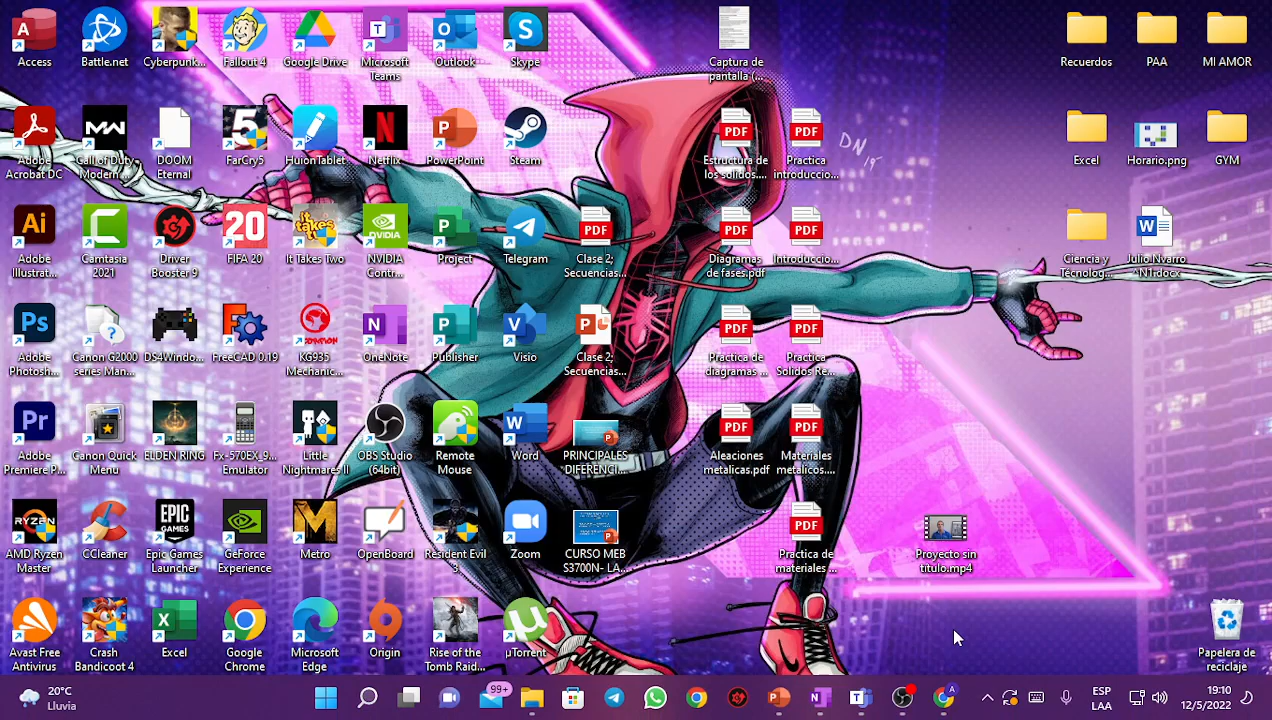 Access
Battle.net
Cyberpunk...
Fallout 4
Google Drive
Microsoft
Teams
Outlook
Skype
Captura de
pantalla (...
Recuerdos
PAA
MI AMOR
Adobe
Acrobat DC
Call of Duty
Modern...
DOOM
Eternal
FarCry5
HuionTablet
Netflix
PowerPoint
Steam
Estructura de
los solidos....
Practica
introduccio...
Excel
Horario.png
GYM
Adobe
Illustrat...
Camtasia
2021
Driver
Booster 9
FIFA 20
It Takes Two
NVIDIA
Contr...
Project
Telegram
Clase 2;
Secuencias...
Diagramas
de fases.pdf
Introduccio...
Ciencia y
Tecnolog...
Julio Nvarro
AN1.docx
Adobe
Photosh...
Canon G2000
series Man...
DS4Windo...
FreeCAD 0.19
KG935
Mechanic...
OneNote
Publisher
Visio
Clase 2;
Secuencias...
Practica de
diagramas ...
Practica
Solidos Re...
Adobe
Premiere P...
Canon Quick
Menu
ELDEN RING
Fx-570EX_9...
Emulator
Little
Nightmares II
OBS Studio
(64bit)
Remote
Mouse
Word
PRINCIPALES
DIFERENCI...
Aleaciones
metalicas.pdf
Materiales
metalicos....
AMD Ryzen
Master
CCleaner
Epic Games
Launcher
GeForce
Experience
Metro
OpenBoard
Resident Evil
3
Zoom
CURSO MEB
S3700N- LA...
Practica de
materiales ...
Proyecto sin
título.mp4
Avast Free
Antivirus
Crash
Bandicoot 4
Excel
Google
Chrome
Microsoft
Edge
Origin
Rise of the
Tomb Raid...
µTorrent
Papelera de
reciclaje
20°C
Lluvia
99+
ESP
LAA
19:10
12/5/2022